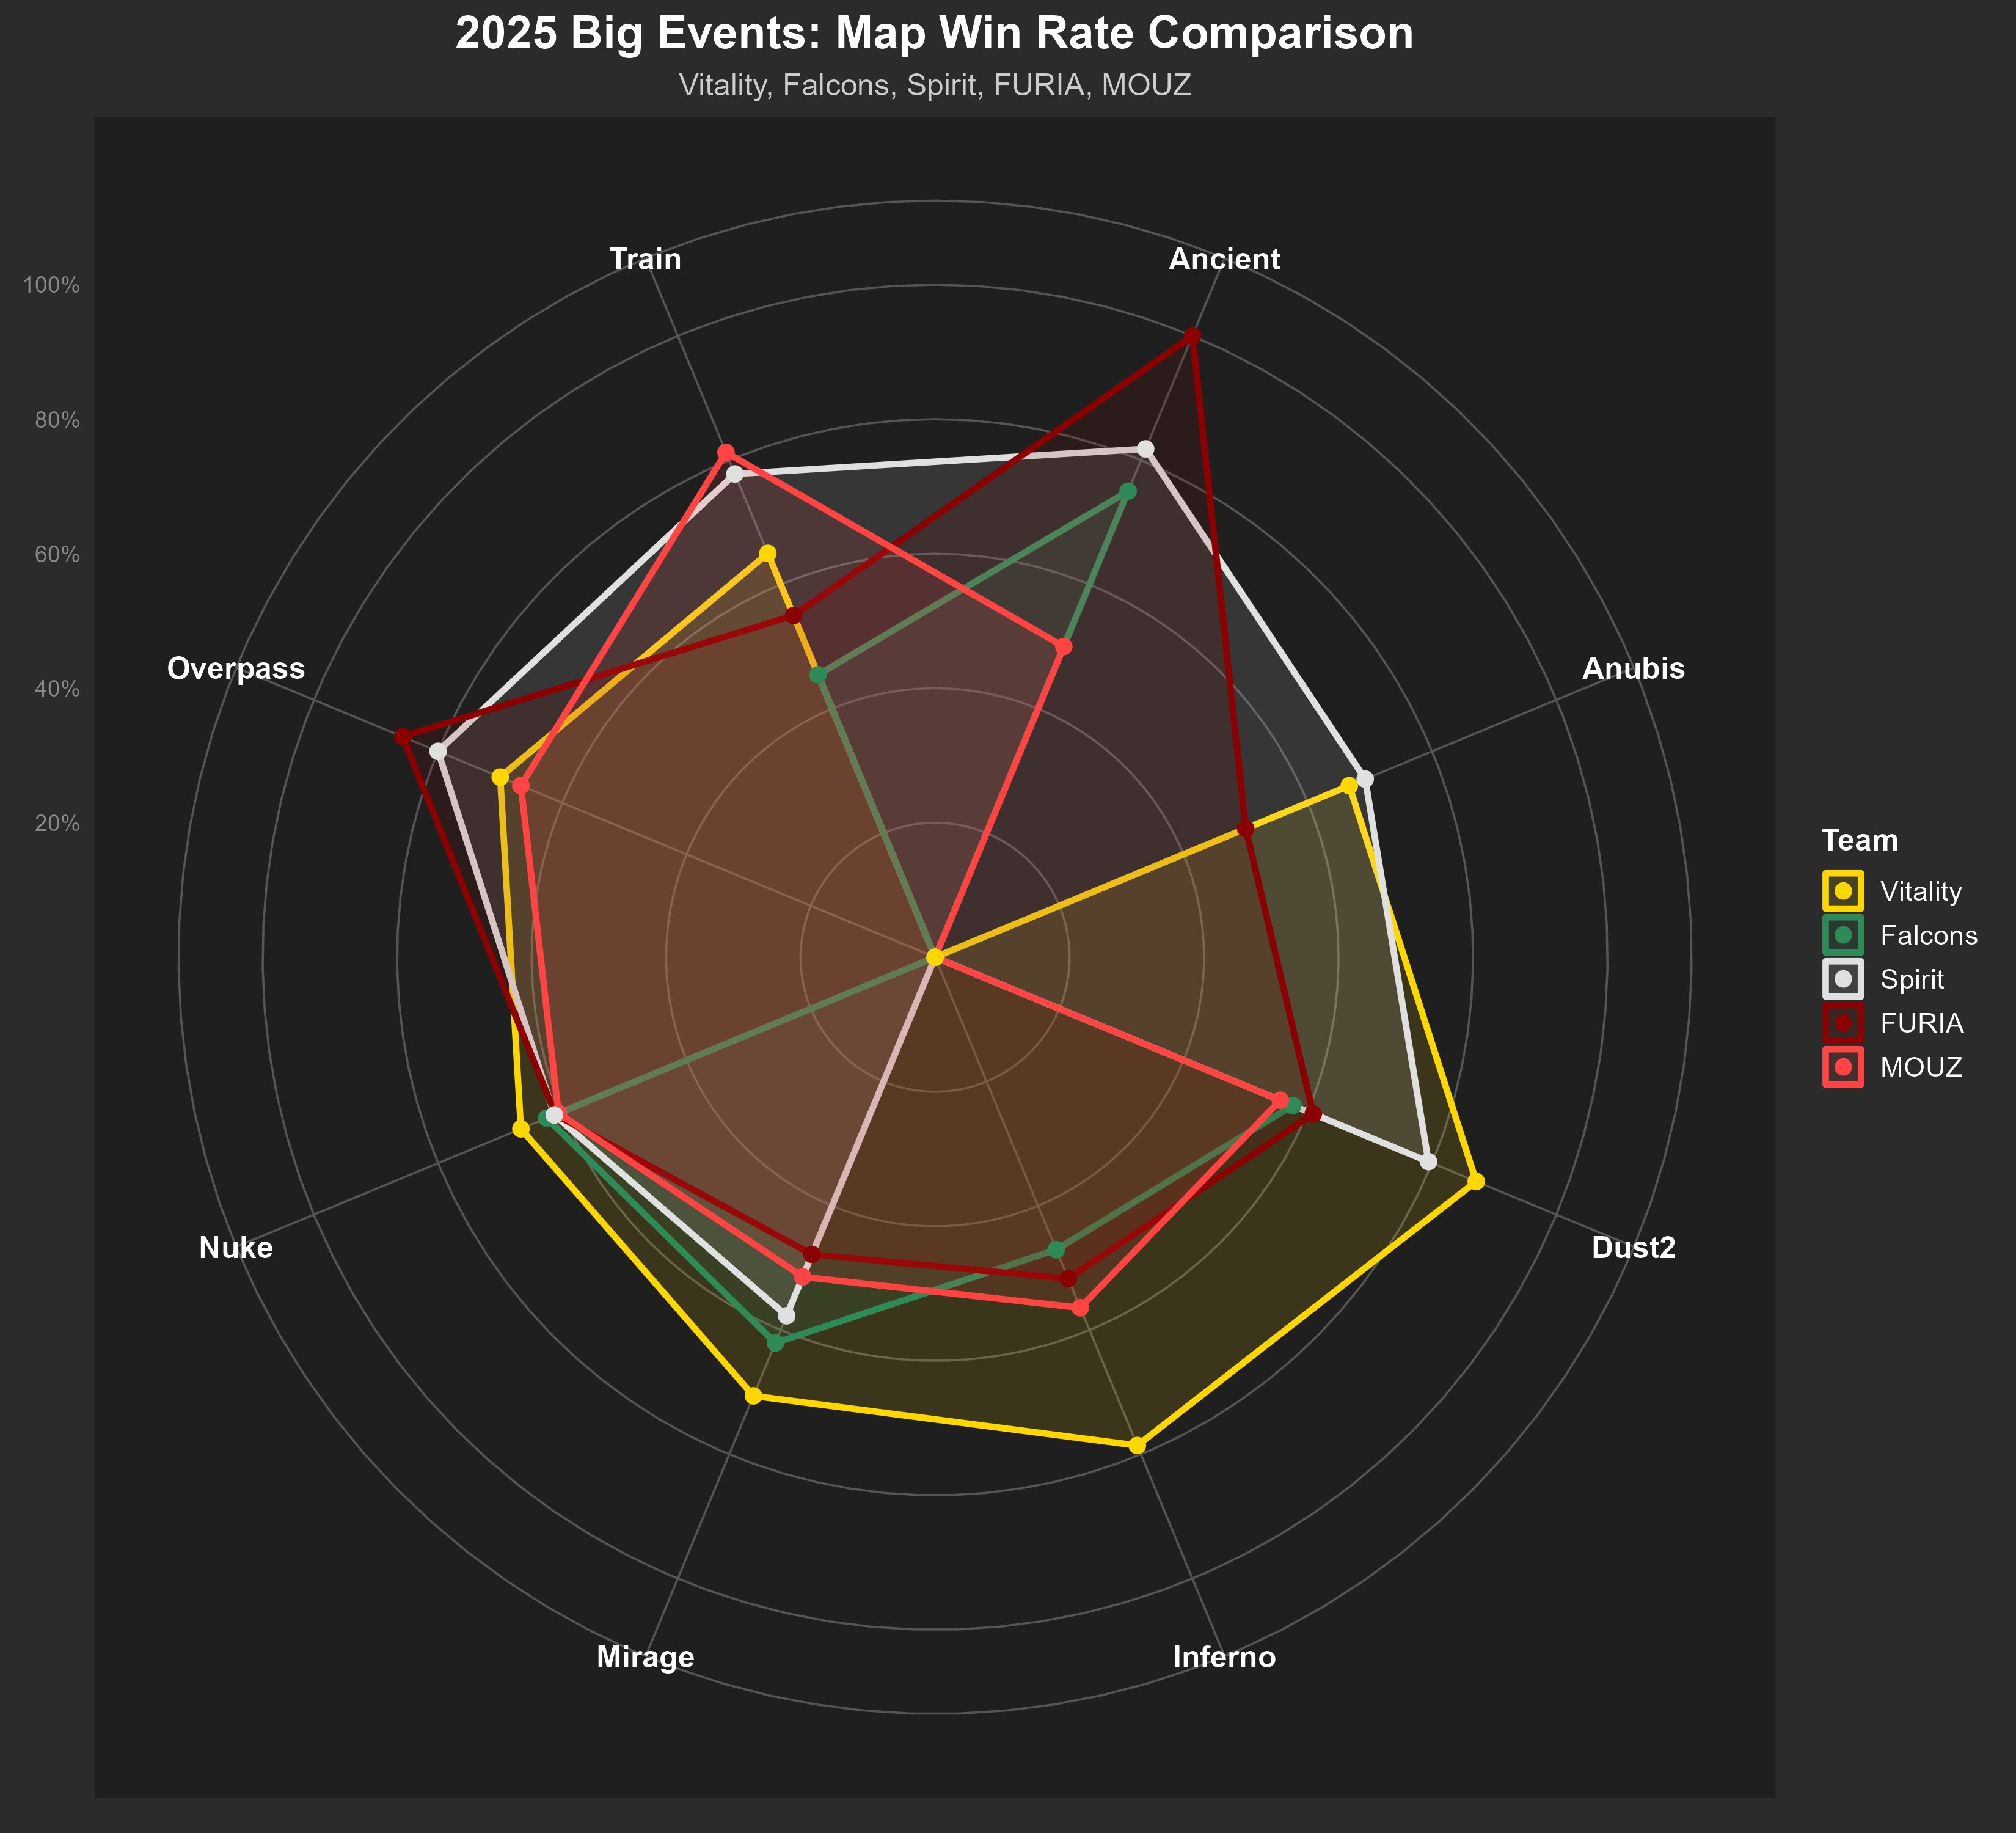 2025 Big Events: Map Win Rate Comparison
Vitality, Falcons, Spirit, FURIA, MOUZ
Train
Ancient
100%
80%
60%
Overpass
Anubis
40%
20%
Team
Vitality
Falcons
Spirit
FURIA
MOUZ
Nuke
Dust2
Mirage
Inferno